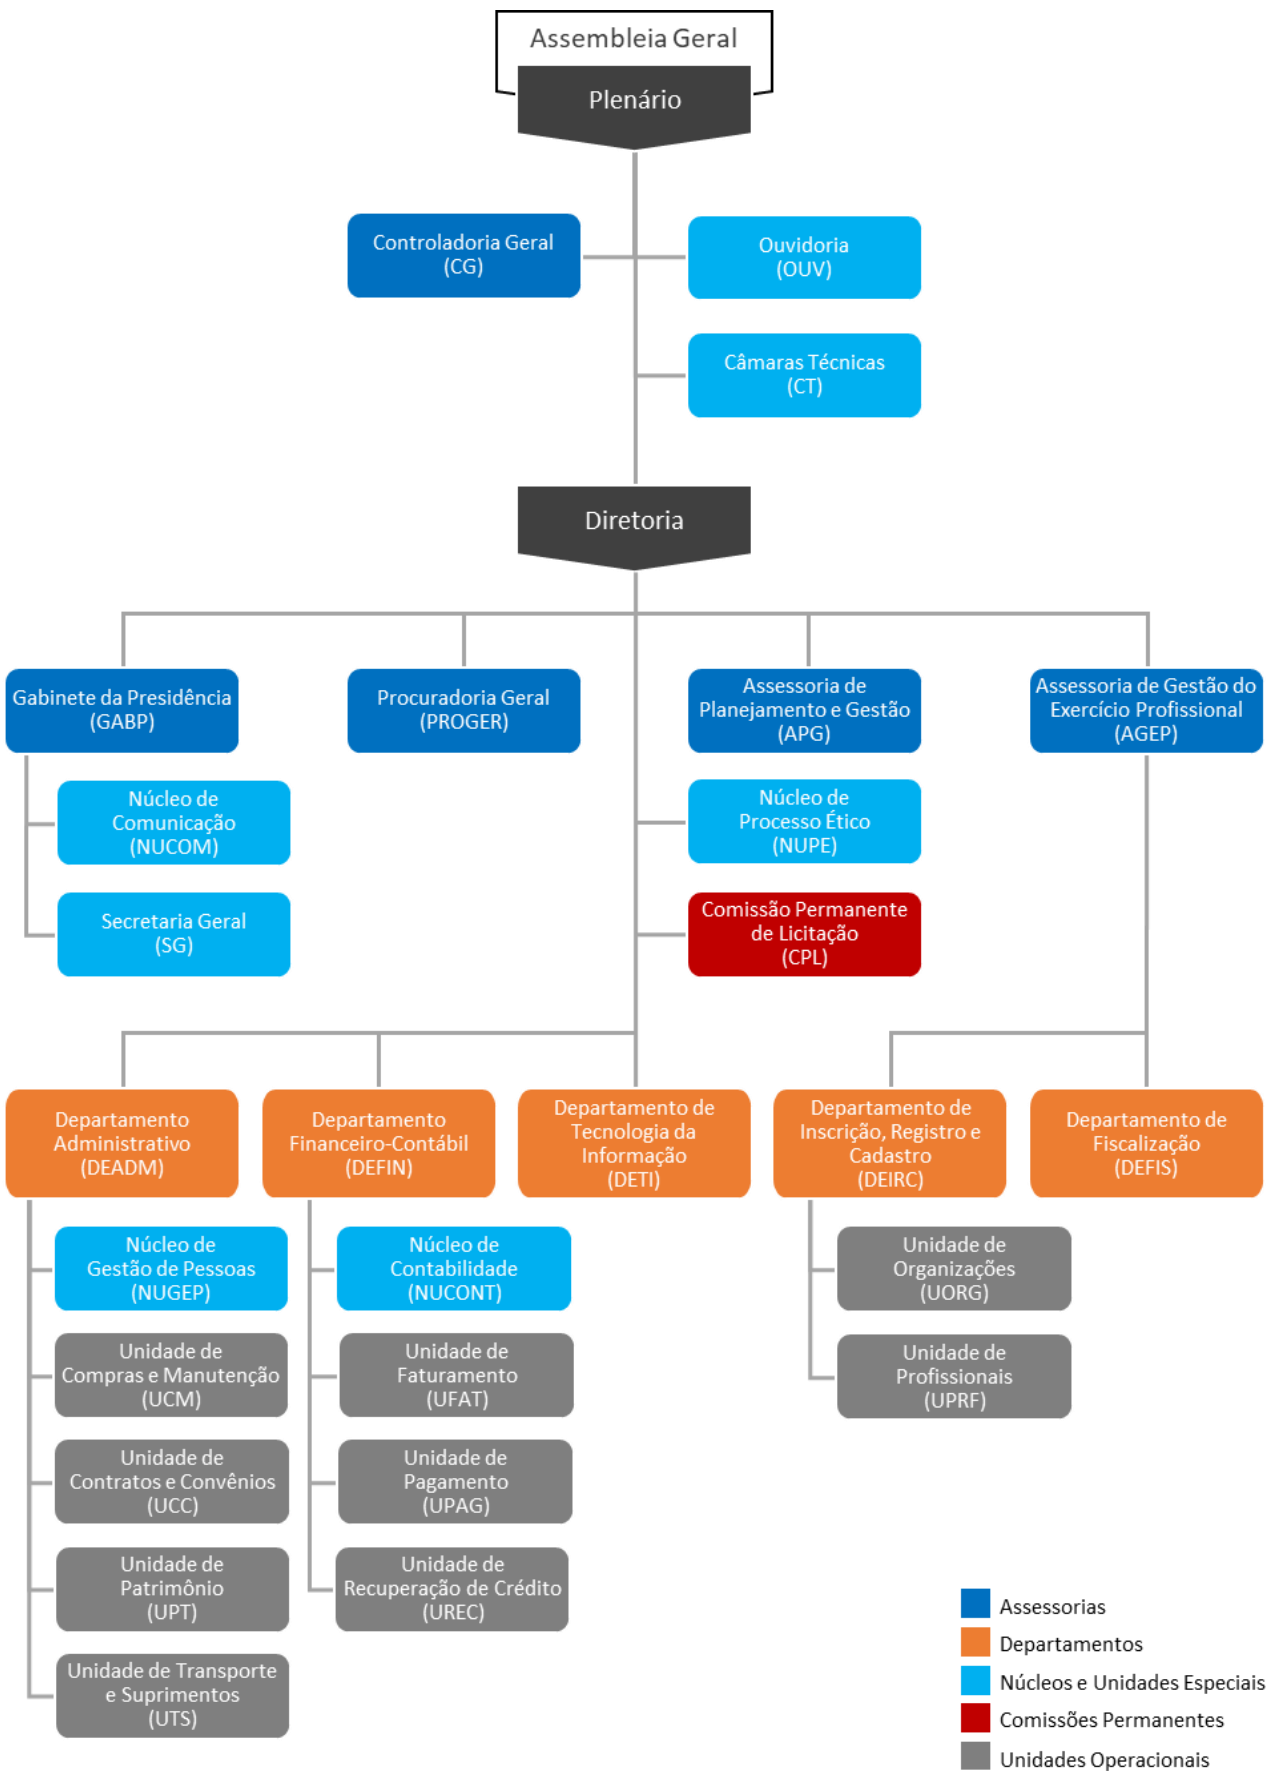 Assembleia Geral
Plenário
Controladoria Geral
(CG)
Ouvidoria
(OUV)
Câmaras Técnicas
(CT)
Diretoria
Gabinete da Presidência
(GABP)
Procuradoria Geral
(PROGER)
Assessoria de
Planejamento e Gestão
(APG)
Assessoria de Gestão do
Exercício Profissional
(AGEP)
Núcleo de
Comunicação
(NUCOM)
Núcleo de
Processo Ético
(NUPE)
Secretaria Geral
(SG)
Comissão Permanente
de Licitação
(CPL)
Departamento
Administrativo
(DEADM)
Departamento
Financeiro-Contábil
(DEFIN)
Departamento de
Tecnologia da
Informação
(DETI)
Departamento de
Inscrição, Registro e
Cadastro
(DEIRC)
Departamento de
Fiscalização
(DEFIS)
Núcleo de
Gestão de Pessoas
(NUGEP)
Unidade de
Compras e Manutenção
(UCM)
Unidade de
Contratos e Convênios
(UCC)
Unidade de
Patrimônio
(UPT)
Unidade de Transporte
e Suprimentos
(UTS)
Núcleo de
Contabilidade
(NUCONT)
Unidade de
Faturamento
(UFAT)
Unidade de
Pagamento
(UPAG)
Unidade de
Recuperação de Crédito
(UREC)
Unidade de
Organizações
(UORG)
Unidade de
Profissionais
(UPRF)
Assessorias
Departamentos
Núcleos e Unidades Especiais
Comissões Permanentes
Unidades Operacionais